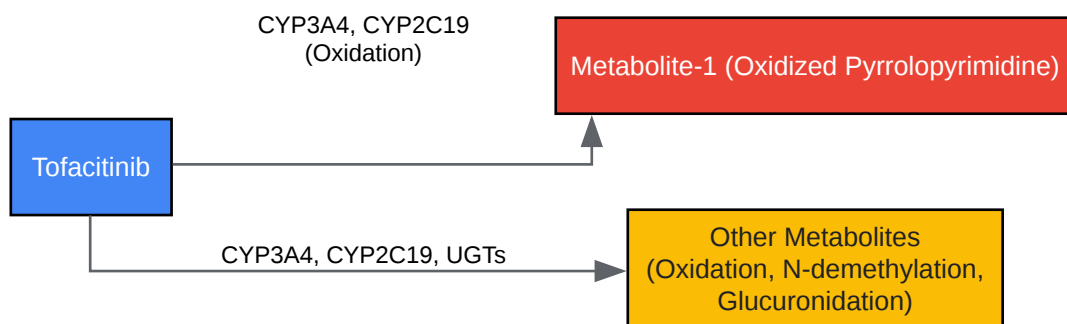 CYP3A4, CYP2C19
(Oxidation)
Metabolite-1 (Oxidized Pyrrolopyrimidine)
Tofacitinib
CYP3A4, CYP2C19, UGTs
Other Metabolites
(Oxidation, N-demethylation,
Glucuronidation)